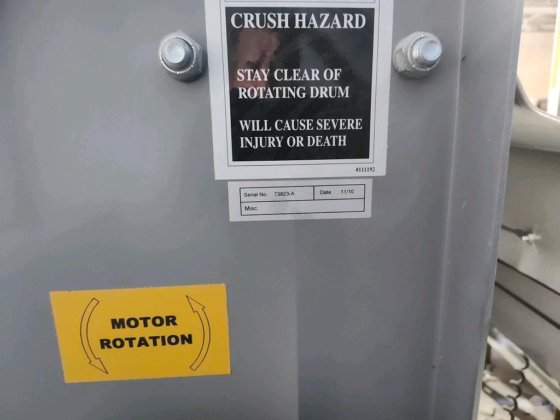 CRUSH HAZARD
STAY CLEAR OF
ROTATING DRUM
WILL CAUSE SEVERE
INJURY OR DEATH
#111192
Serial No. 73823-A Date 11/10
Misc.
MOTOR
ROTATION